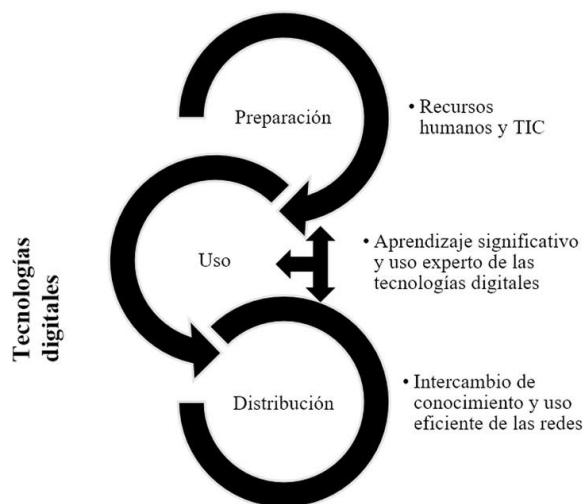 Preparación
• Recursos
humanos y TIC
Tecnologías
digitales
Uso
• Aprendizaje significativo
y uso experto de las
tecnologías digitales
Distribución
• Intercambio de
conocimiento y uso
eficiente de las redes